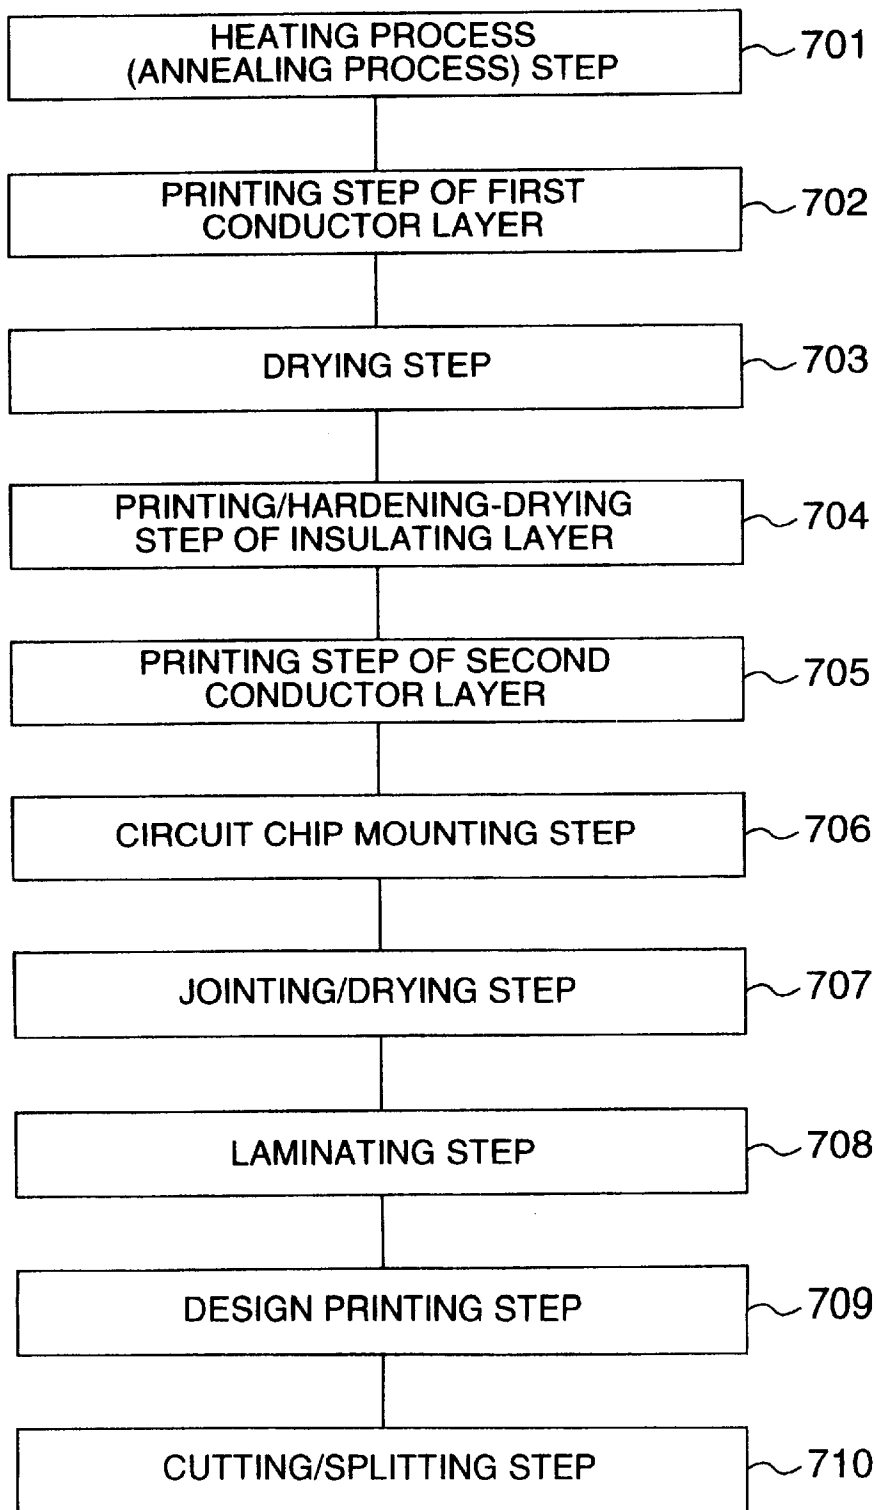 HEATING PROCESS
(ANNEALING PROCESS) STEP
701
PRINTING STEP OF FIRST
CONDUCTOR LAYER
702
DRYING STEP
703
PRINTING/HARDENING-DRYING
STEP OF INSULATING LAYER
704
PRINTING STEP OF SECOND
CONDUCTOR LAYER
705
CIRCUIT CHIP MOUNTING STEP
706
JOINTING/DRYING STEP
707
LAMINATING STEP
708
DESIGN PRINTING STEP
709
CUTTING/SPLITTING STEP
710